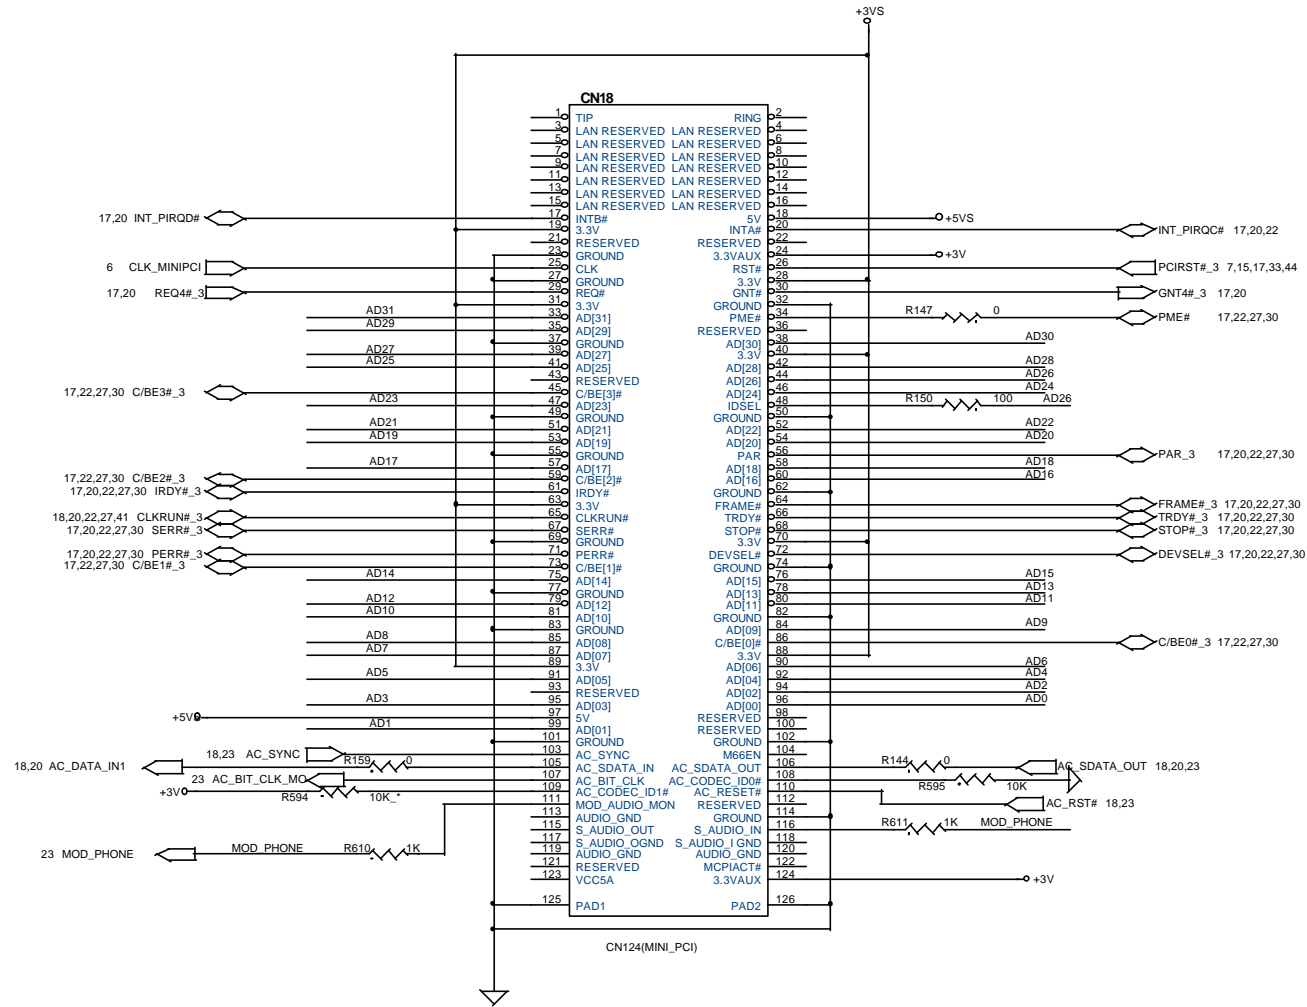 +3VS
CN18
1 TIP RING 2
3 LAN RESERVED LAN RESERVED 4
5 LAN RESERVED LAN RESERVED 6
7 LAN RESERVED LAN RESERVED 8
9 LAN RESERVED LAN RESERVED 10
11 LAN RESERVED LAN RESERVED 12
13 LAN RESERVED LAN RESERVED 14
15 LAN RESERVED LAN RESERVED 16
17,20 INT_PIRQD# 17 INTB# 5V 18 +5VS
19 3.3V INTA# 20 INT_PIRQC# 17,20,22
21 RESERVED RESERVED 22
23 GROUND 3.3VAUX 24 +3V
6 CLK_MINIPCI 25 CLK RST# 26 PCIRST#_3 7,15,17,33,44
27 GROUND 3.3V 28
17,20 REQ4#_3 29 REQ# GNT# 30 GNT4#_3 17,20
31 3.3V GROUND 32
AD31 33 AD[31] PME# 34 R147 0 PME# 17,22,27,30
AD29 35 AD[29] RESERVED 36
37 GROUND AD[30] 38 AD30
AD27 39 AD[27] 3.3V 40
AD25 41 AD[25] AD[28] 42 AD28
43 RESERVED AD[26] 44 AD26
17,22,27,30 C/BE3#_3 45 C/BE[3]# AD[24] 46 AD24
AD23 47 AD[23] IDSEL 48 R150 100 AD26
49 GROUND GROUND 50
AD21 51 AD[21] AD[22] 52 AD22
AD19 53 AD[19] AD[20] 54 AD20
55 GROUND PAR 56 PAR_3 17,20,22,27,30
AD17 57 AD[17] AD[18] 58 AD18
17,22,27,30 C/BE2#_3 59 C/BE[2]# AD[16] 60 AD16
17,20,22,27,30 IRDY#_3 61 IRDY# GROUND 62
63 3.3V FRAME# 64 FRAME#_3 17,20,22,27,30
18,20,22,27,41 CLKRUN#_3 65 CLKRUN# TRDY# 66 TRDY#_3 17,20,22,27,30
17,20,22,27,30 SERR#_3 67 SERR# STOP# 68 STOP#_3 17,20,22,27,30
69 GROUND 3.3V 70
17,20,22,27,30 PERR#_3 71 PERR# DEVSEL# 72 DEVSEL#_3 17,20,22,27,30
17,22,27,30 C/BE1#_3 73 C/BE[1]# GROUND 74
AD14 75 AD[14] AD[15] 76 AD15
77 GROUND AD[13] 78 AD13
AD12 79 AD[12] AD[11] 80 AD11
AD10 81 AD[10] GROUND 82
83 GROUND AD[09] 84 AD9
AD8 85 AD[08] C/BE[0]# 86 C/BE0#_3 17,22,27,30
AD7 87 AD[07] 3.3V 88
89 3.3V AD[06] 90 AD6
AD5 91 AD[05] AD[04] 92 AD4
93 RESERVED AD[02] 94 AD2
AD3 95 AD[03] AD[00] 96 AD0
+5VS 97 5V RESERVED 98
AD1 99 AD[01] RESERVED 100
101 GROUND GROUND 102
18,23 AC_SYNC 103 AC_SYNC M66EN 104
18,20 AC_DATA_IN1 R159 0 105 AC_SDATA_IN AC_SDATA_OUT 106 R144 0 AC_SDATA_OUT 18,20,23
23 AC_BIT_CLK_MO 107 AC_BIT_CLK AC_CODEC_ID0# 108 R595 10K
+3V R594 10K_* 109 AC_CODEC_ID1# AC_RESET# 110
111 MOD_AUDIO_MON RESERVED 112 AC_RST# 18,23
113 AUDIO_GND GROUND 114
115 S_AUDIO_OUT S_AUDIO_IN 116 R611 1K MOD_PHONE
117 S_AUDIO_OGND S_AUDIO_I GND 118
23 MOD_PHONE MOD_PHONE R610 1K 119 AUDIO_GND AUDIO_GND 120
121 RESERVED MCPIACT# 122
123 VCC5A 3.3VAUX 124 +3V
125 PAD1 PAD2 126
CN124(MINI_PCI)